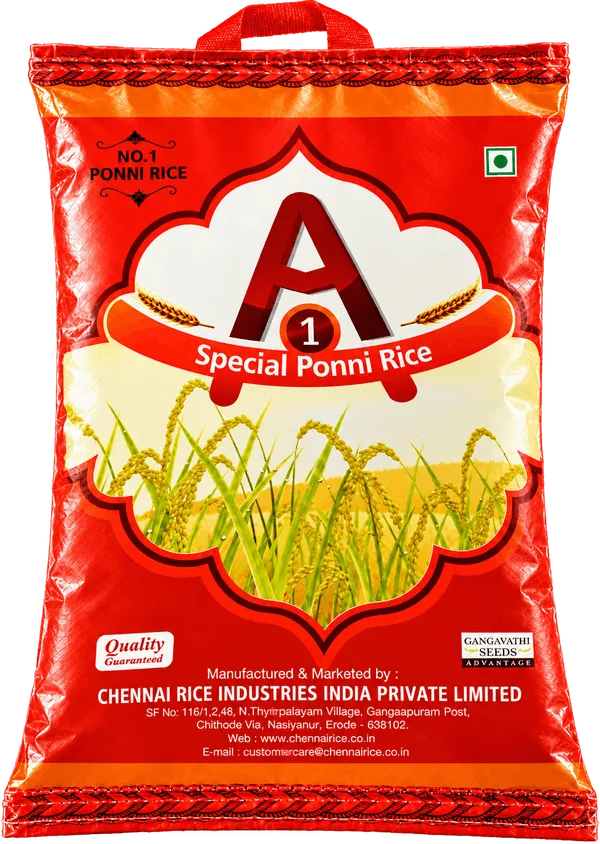 NO.1
PONNI RICE
A
1
Special Ponni Rice
Quality
Guaranteed
GANGAVATHI
SEEDS
ADVANTAGE
Manufactured & Marketed by :
CHENNAI RICE INDUSTRIES INDIA PRIVATE LIMITED
SF No: 116/1,2,48, Village, Gangaapuram Post,
Chithode Via, Nasiyanur, Erode - 638102.
Web : www.chennairice.co.in
E-mail : customercare@chennairice.co.in